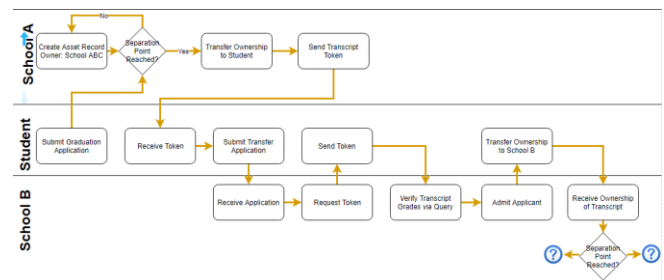 School A
No
Create Asset Record
Owner: School ABC
Separation
Point
Reached?
Yes
Transfer Ownership
to Student
Send Transcript
Token
Student
Submit Graduation
Application
Receive Token
Submit Transfer
Application
Send Token
Transfer Ownership
to School B
School B
Receive Application
Request Token
Verify Transcript
Grades via Query
Admit Applicant
Receive Ownership
of Transcript
?
Separation
Point
Reached?
?